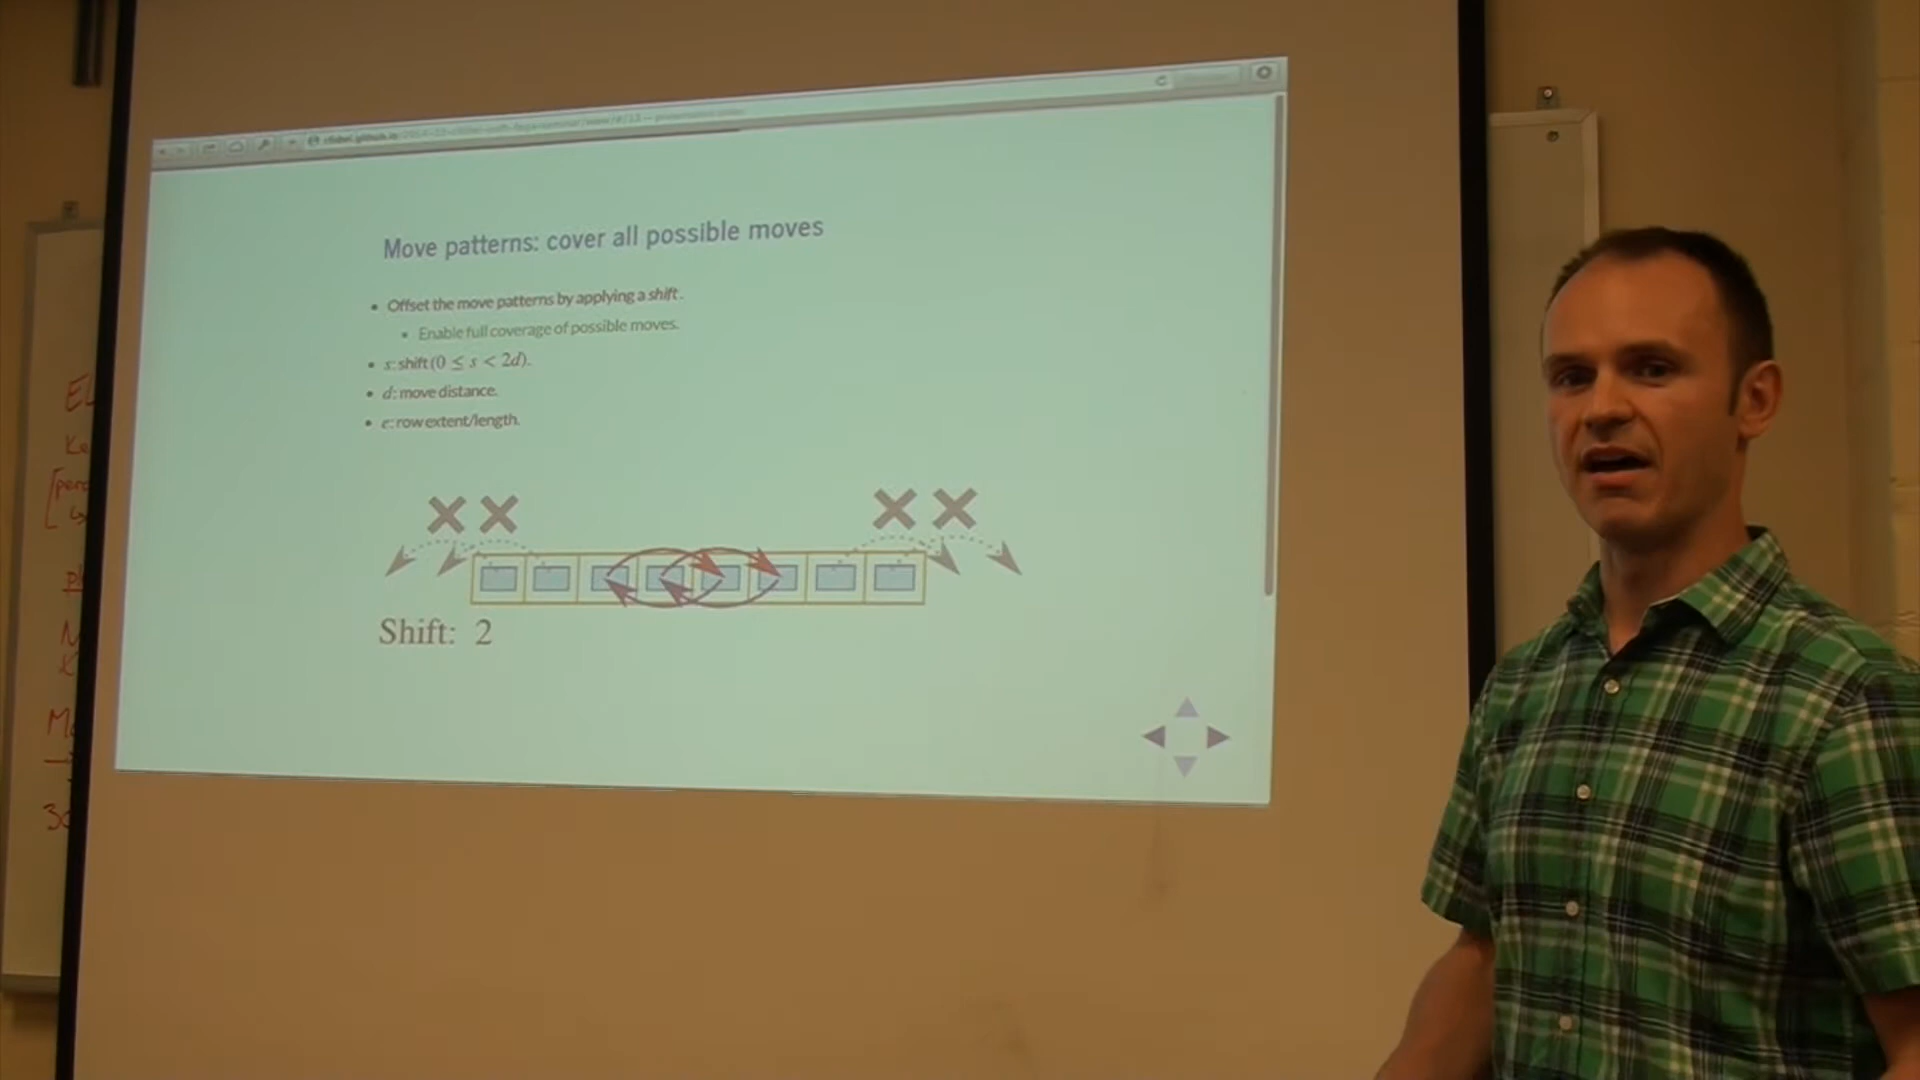 Move patterns: cover all possible moves
• Offset the move patterns by applying a shift.
• Enable full coverage of possible moves.
• s: shift (0 ≤ s < 2d).
• d: move distance.
• e: row extent/length.
Shift: 2